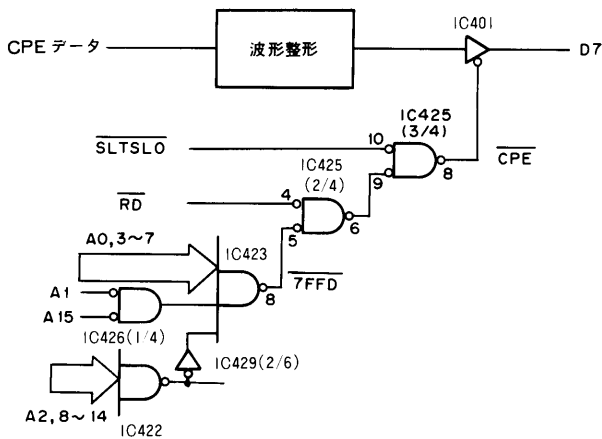 CPEデータ
波形整形
IC401
D7
IC425
(3/4)
SLTSL0
10
9
8
CPE
IC425
(2/4)
RD
4
5
6
A0,3~7
IC423
8
7FFD
A1
A15
IC426(1/4)
IC429(2/6)
A2,8~14
IC422